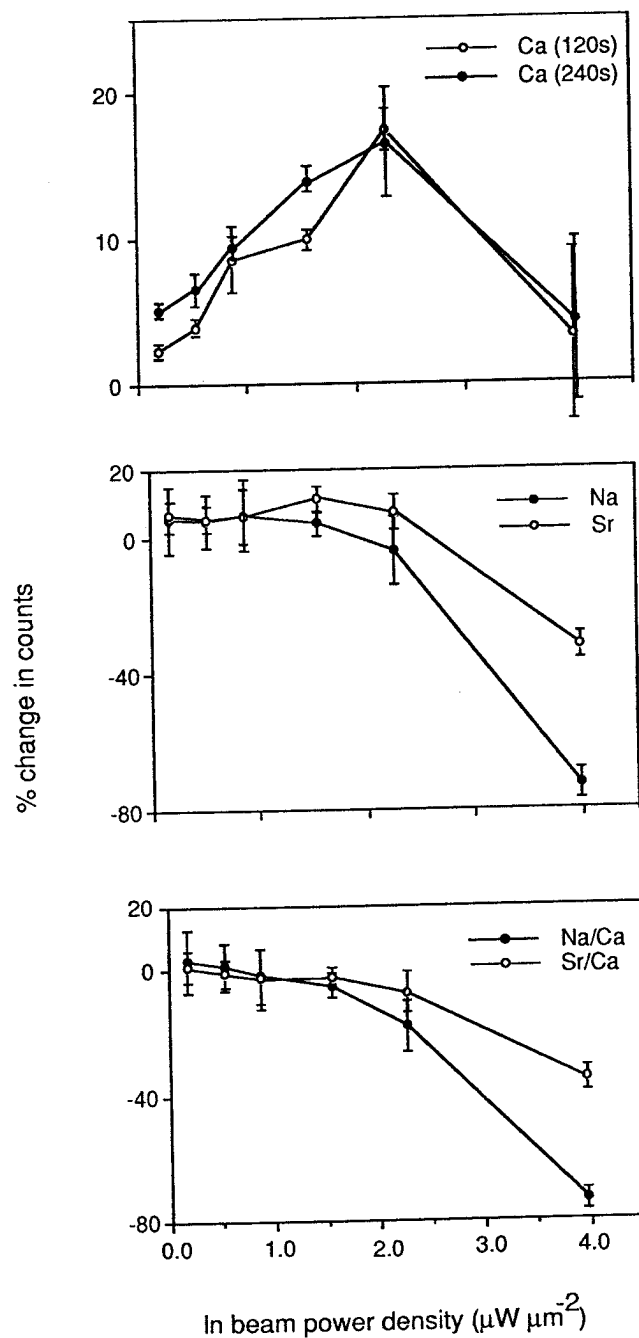 Ca (120s)
Ca (240s)
20
10
0
20
0
-40
-80
Na
Sr
% change in counts
20
0
-40
-80
Na/Ca
Sr/Ca
0.0 1.0 2.0 3.0 4.0
In beam power density (μW μm-2)